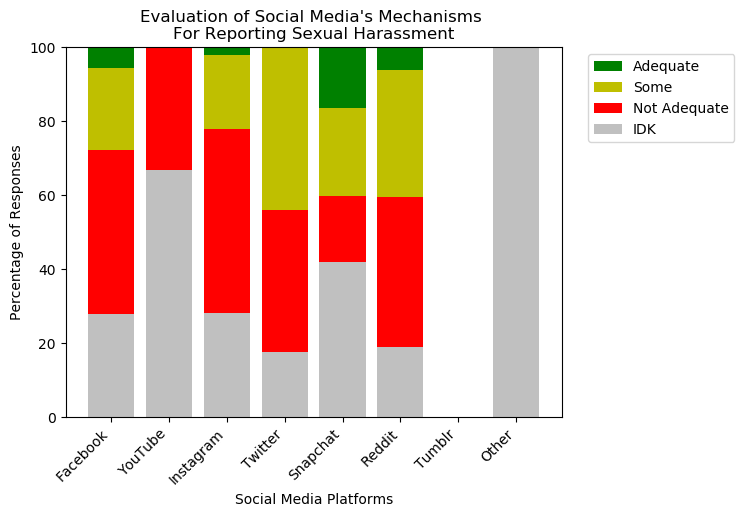 Evaluation of Social Media's Mechanisms
For Reporting Sexual Harassment
Percentage of Responses
100
80
60
40
20
0
Facebook
YouTube
Instagram
Twitter
Snapchat
Reddit
Tumblr
Other
Social Media Platforms
Adequate
Some
Not Adequate
IDK